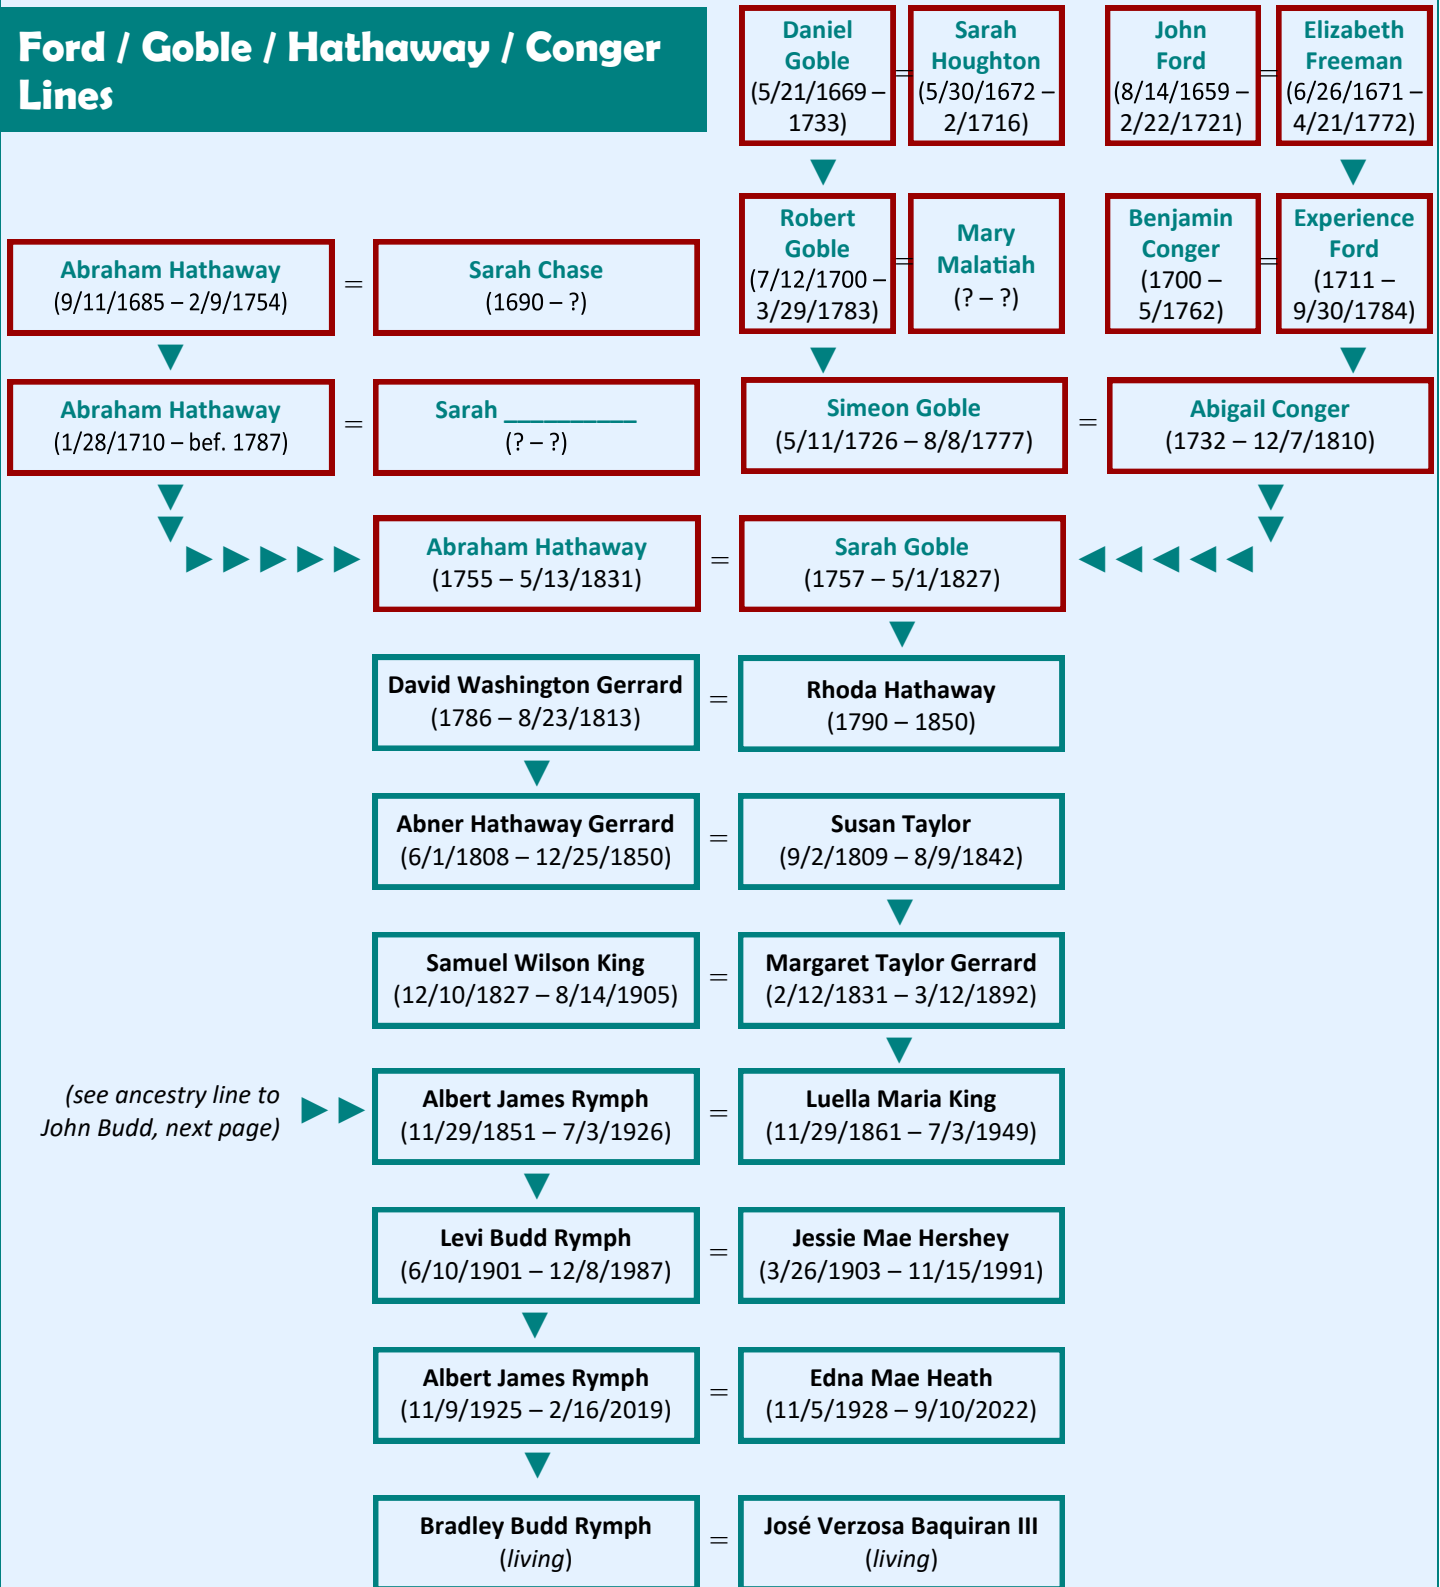 Ford / Goble / Hathaway / Conger
Lines
Daniel
Goble
(5/21/1669 –
1733)
=
Sarah
Houghton
(5/30/1672 –
2/1716)
John
Ford
(8/14/1659 –
2/22/1721)
=
Elizabeth
Freeman
(6/26/1671 –
4/21/1772)
Robert
Goble
(7/12/1700 –
3/29/1783)
=
Mary
Malatiah
(? – ?)
Benjamin
Conger
(1700 –
5/1762)
=
Experience
Ford
(1711 –
9/30/1784)
Abraham Hathaway
(9/11/1685 – 2/9/1754)
=
Sarah Chase
(1690 – ?)
Abraham Hathaway
(1/28/1710 – bef. 1787)
=
Sarah __________
(? – ?)
Simeon Goble
(5/11/1726 – 8/8/1777)
=
Abigail Conger
(1732 – 12/7/1810)
Abraham Hathaway
(1755 – 5/13/1831)
=
Sarah Goble
(1757 – 5/1/1827)
David Washington Gerrard
(1786 – 8/23/1813)
=
Rhoda Hathaway
(1790 – 1850)
Abner Hathaway Gerrard
(6/1/1808 – 12/25/1850)
=
Susan Taylor
(9/2/1809 – 8/9/1842)
Samuel Wilson King
(12/10/1827 – 8/14/1905)
=
Margaret Taylor Gerrard
(2/12/1831 – 3/12/1892)
(see ancestry line to
John Budd, next page)
Albert James Rymph
(11/29/1851 – 7/3/1926)
=
Luella Maria King
(11/29/1861 – 7/3/1949)
Levi Budd Rymph
(6/10/1901 – 12/8/1987)
=
Jessie Mae Hershey
(3/26/1903 – 11/15/1991)
Albert James Rymph
(11/9/1925 – 2/16/2019)
=
Edna Mae Heath
(11/5/1928 – 9/10/2022)
Bradley Budd Rymph
(living)
=
José Verzosa Baquiran III
(living)